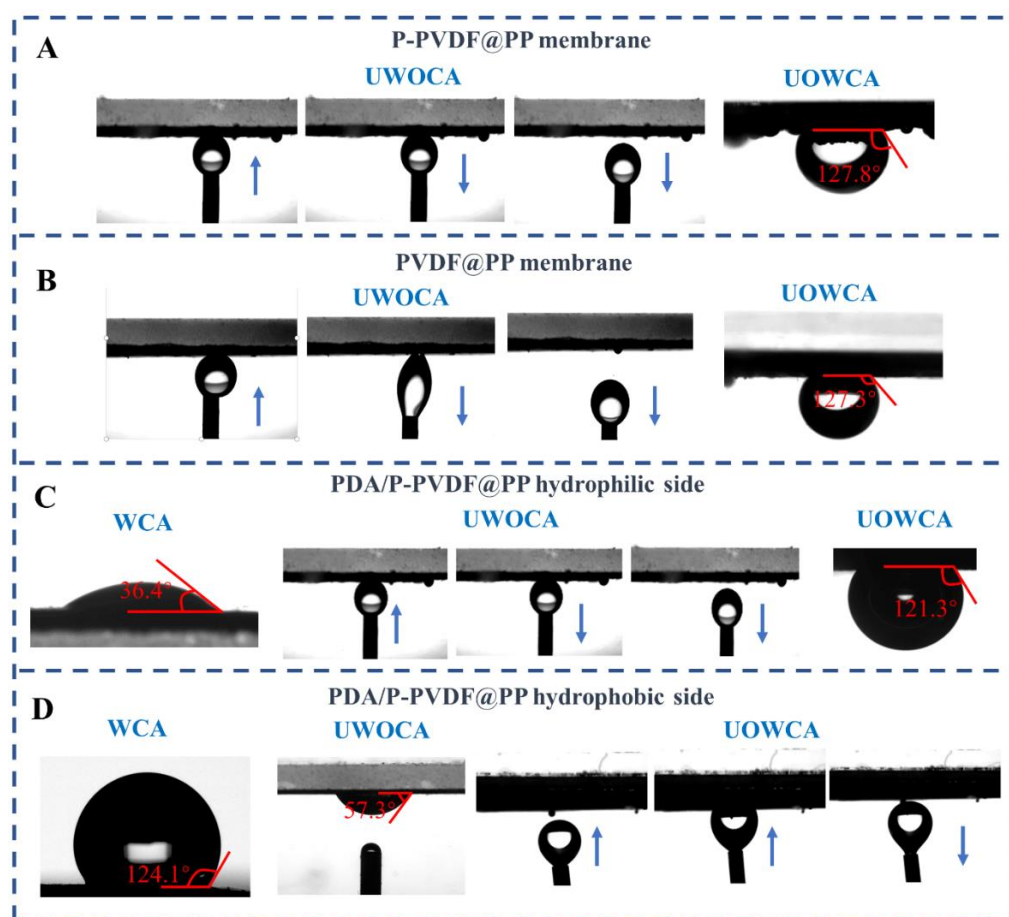 A
P-PVDF@PP membrane
UWOCA
UOWCA
127.8°
B
PVDF@PP membrane
UWOCA
UOWCA
127.3°
C
PDA/P-PVDF@PP hydrophilic side
WCA
UWOCA
UOWCA
36.4°
121.3°
D
PDA/P-PVDF@PP hydrophobic side
WCA
UWOCA
UOWCA
57.3°
124.1°